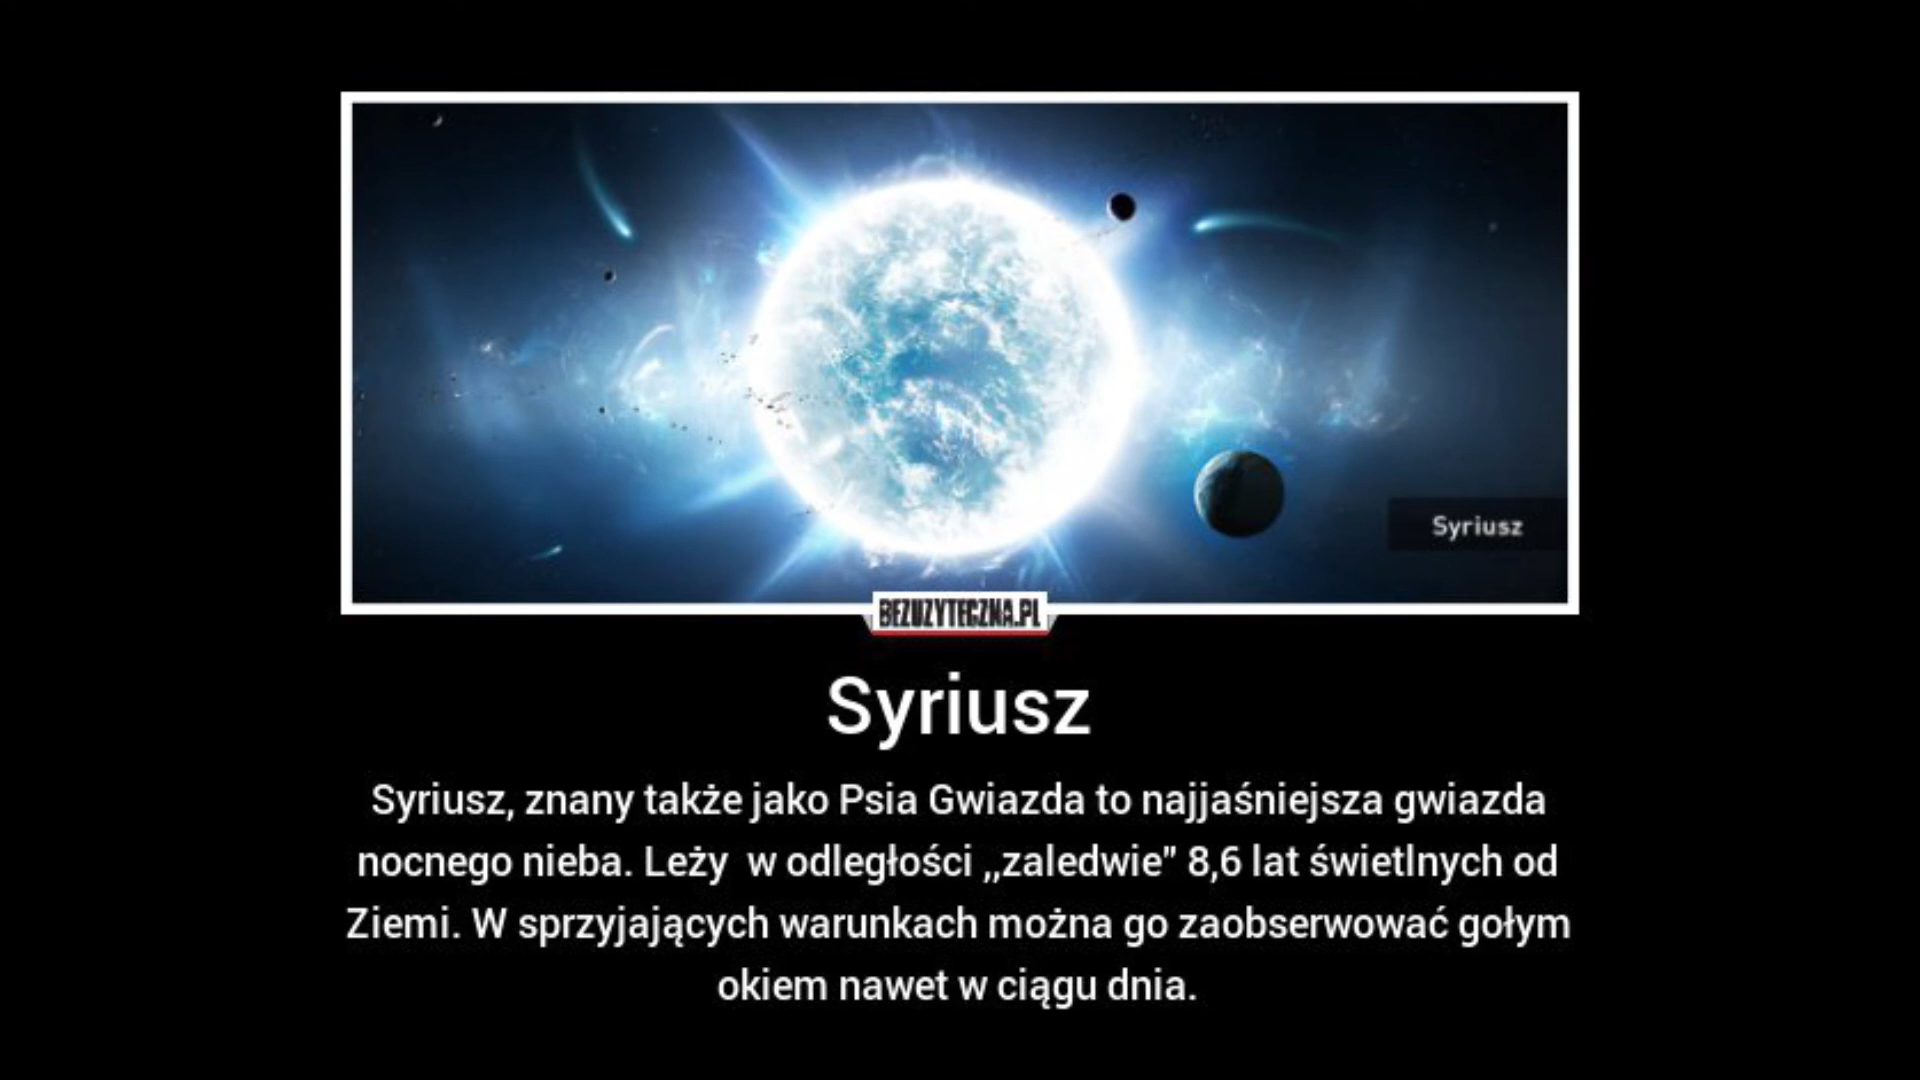 Syriusz
BEZUZYTECZNA.PL
Syriusz
Syriusz, znany także jako Psia Gwiazda to najjaśniejsza gwiazda
nocnego nieba. Leży  w odległości ,,zaledwie" 8,6 lat świetlnych od
Ziemi. W sprzyjających warunkach można go zaobserwować gołym
okiem nawet w ciągu dnia.